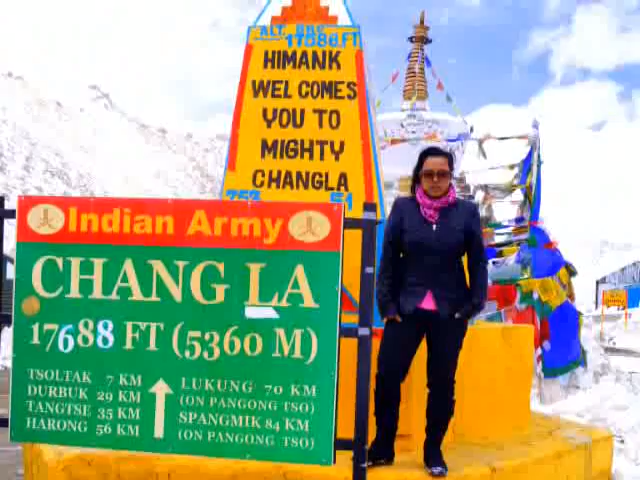 ALT. 
17688 FT
HIMANK
WEL COMES
YOU TO
MIGHTY
CHANGLA
Indian Army
CHANG LA
17688 FT (5360 M)
TSOLTAK 7 KM
DURBUK 29 KM
TANGTSE 35 KM
HARONG 56 KM
LUKUNG 70 KM
(ON PANGONG TSO)
SPANGMIK 84 KM
(ON PANGONG TSO)